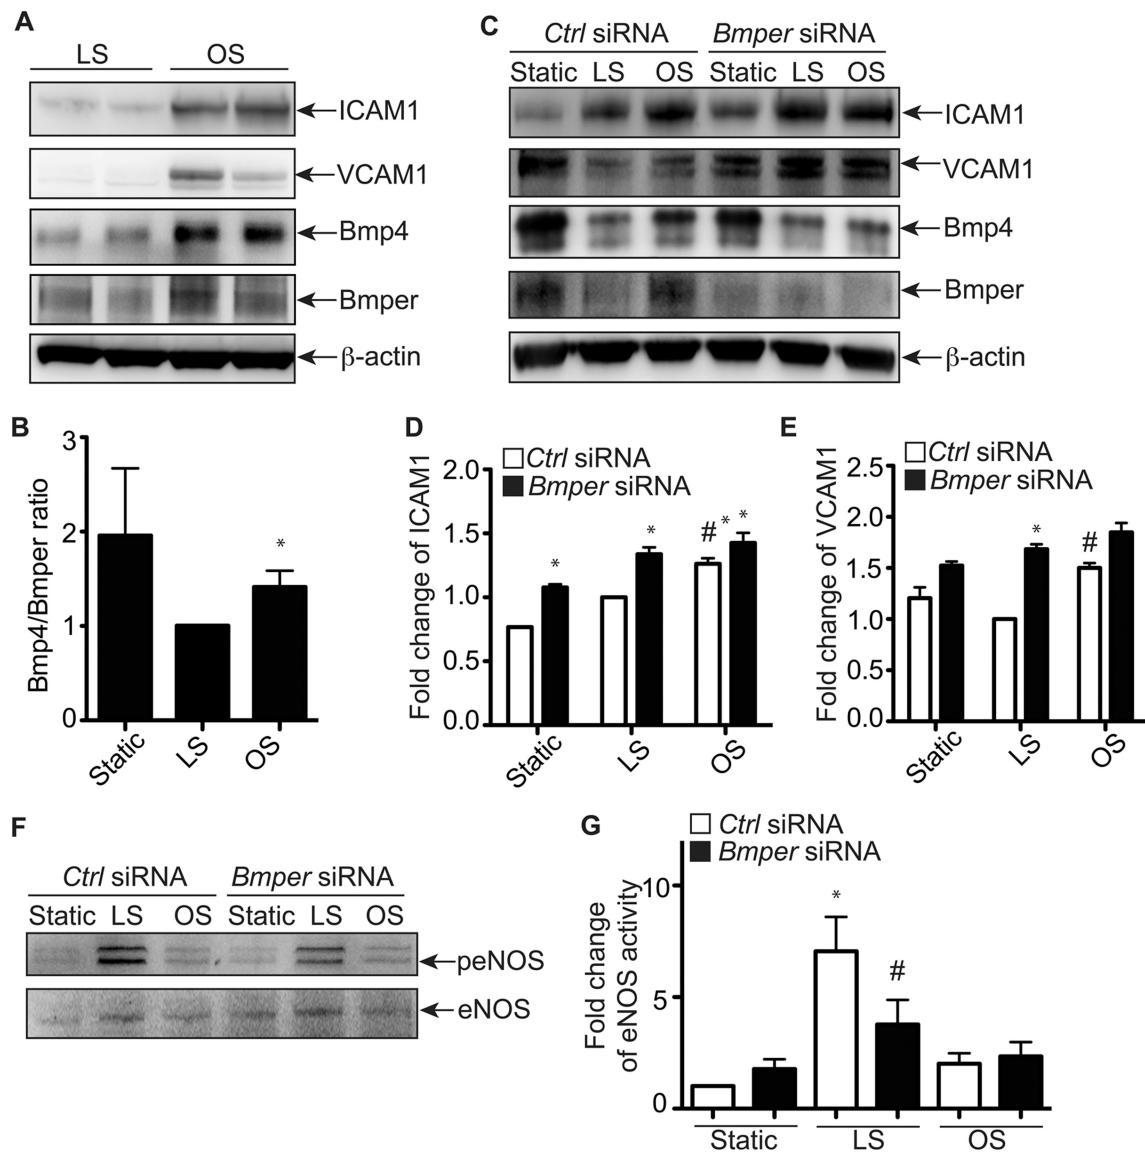 A
LS OS
ICAM1
VCAM1
Bmp4
Bmper
β-actin
C
Ctrl siRNA Bmper siRNA
Static LS OS Static LS OS
ICAM1
VCAM1
Bmp4
Bmper
β-actin
B
Bmp4/Bmper ratio
3
2
1
0
*
Static LS OS
D
Ctrl siRNA
Bmper siRNA
Fold change of ICAM1
2.0
1.5
1.0
0.5
0.0
* * # * *
Static LS OS
E
Ctrl siRNA
Bmper siRNA
Fold change of VCAM1
2.5
2.0
1.5
1.0
0.5
0.0
* #
Static LS OS
F
Ctrl siRNA Bmper siRNA
Static LS OS Static LS OS
peNOS
eNOS
G
Ctrl siRNA
Bmper siRNA
Fold change
of eNOS activity
10
5
0
*
#
Static LS OS